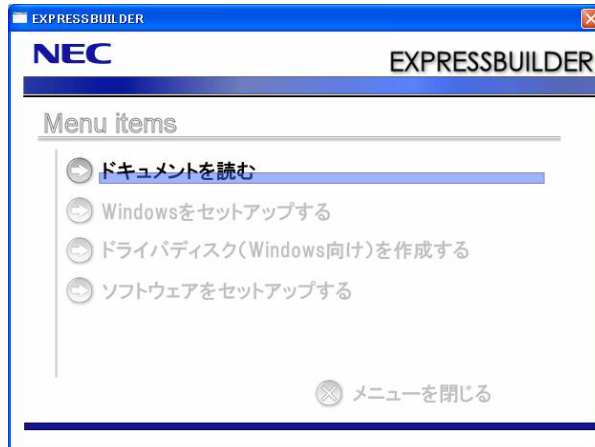 EXPRESSBUILDER
NEC
EXPRESSBUILDER
Menu items
ドキュメントを読む
Windowsをセットアップする
ドライバディスク(Windows向け)を作成する
ソフトウェアをセットアップする
メニューを閉じる